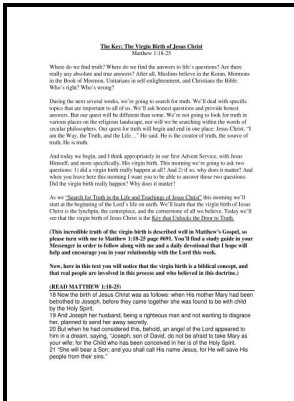 The Key: The Virgin Birth of Jesus Christ
Matthew 1:18-25
Where do we find truth? Where do we find the answers to life's questions? Are there
really any absolute and true answers? After all, Muslims believe in the Koran, Mormons
in the Book of Mormon, Unitarians in self-enlightenment, and Christians the Bible.
Who's right? Who's wrong?
During the next several weeks, we're going to search for truth. We'll deal with specific
topics that are important to all of us. We'll ask honest questions and provide honest
answers. But our quest will be different than some. We're not going to look for truth in
various places on the religious landscape, nor will we be searching within the words of
secular philosophers. Our quest for truth will begin and end in one place: Jesus Christ. "I
am the Way, the Truth, and the Life…" He said. He is the creator of truth, the source of
truth; He is truth.
And today we begin, and I think appropriately on our first Advent Service, with Jesus
Himself, and more specifically, His virgin birth. This morning we're going to ask two
questions: 1) did a virgin birth really happen at all? And 2) if so, why does it matter? And
when you leave here this morning I want you to be able to answer those two questions:
Did the virgin birth really happen? Why does it matter?
As we "Search for Truth in the Life and Teachings of Jesus Christ" this morning we'll
start at the beginning of the Lord's life on earth. We'll learn that the virgin birth of Jesus
Christ is the lynchpin, the centerpiece, and the cornerstone of all we believe. Today we'll
see that the virgin birth of Jesus Christ is the Key that Unlocks the Door to Truth.
(This incredible truth of the virgin birth is described well in Matthew's Gospel, so
please turn with me to Matthew 1:18-25 page #691. You'll find a study guide in your
Messenger in order to follow along with me and a daily devotional that I hope will
help and encourage you in your relationship with the Lord this week.
Now, here in this text you will notice that the virgin birth is a biblical concept, and
that real people are involved in this process and who believed in this doctrine.)
(READ MATTHEW 1:18-25)
18 Now the birth of Jesus Christ was as follows: when His mother Mary had been
betrothed to Joseph, before they came together she was found to be with child
by the Holy Spirit.
19 And Joseph her husband, being a righteous man and not wanting to disgrace
her, planned to send her away secretly.
20 But when he had considered this, behold, an angel of the Lord appeared to
him in a dream, saying, "Joseph, son of David, do not be afraid to take Mary as
your wife; for the Child who has been conceived in her is of the Holy Spirit.
21 "She will bear a Son; and you shall call His name Jesus, for He will save His
people from their sins."